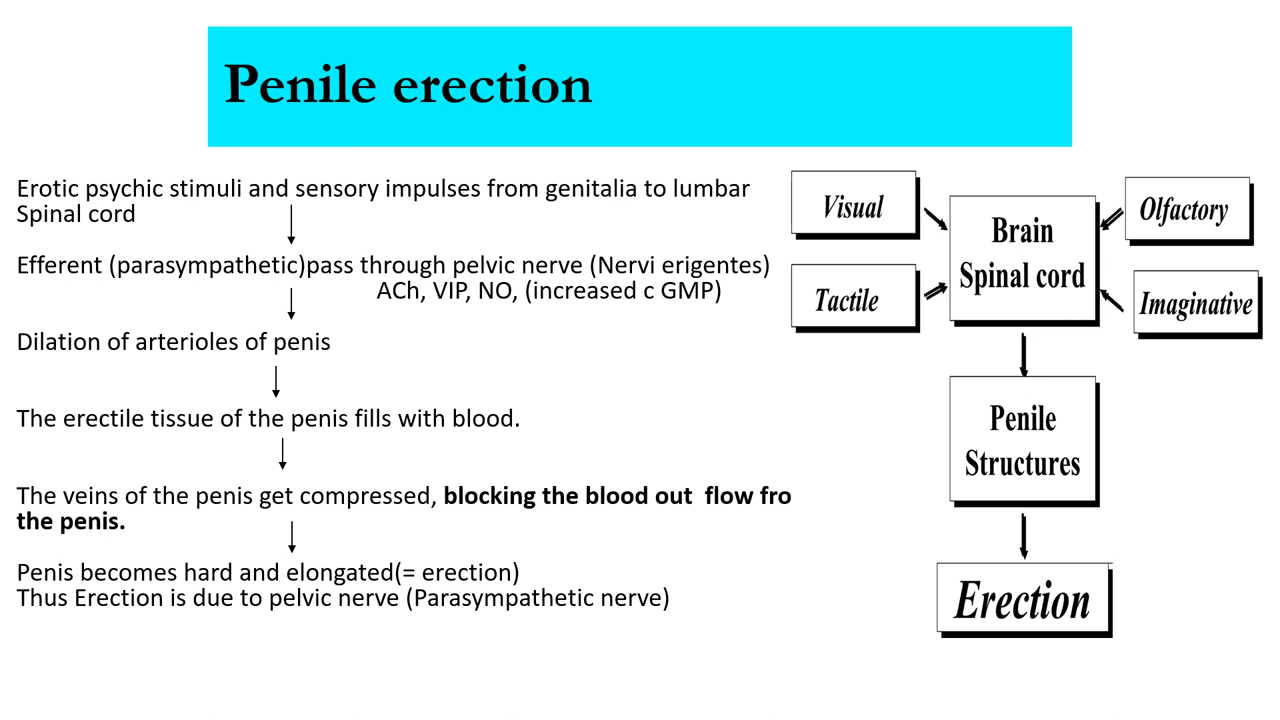 Penile erection
Erotic psychic stimuli and sensory impulses from genitalia to lumbar
Spinal cord
Efferent (parasympathetic)pass through pelvic nerve (Nervi erigentes)
ACh, VIP, NO, (increased c GMP)
Dilation of arterioles of penis
The erectile tissue of the penis fills with blood.
The veins of the penis get compressed, blocking the blood out  flow fro
the penis.
Penis becomes hard and elongated(= erection)
Thus Erection is due to pelvic nerve (Parasympathetic nerve)
Visual
Olfactory
Brain
Spinal cord
Tactile
Imaginative
Penile
Structures
Erection